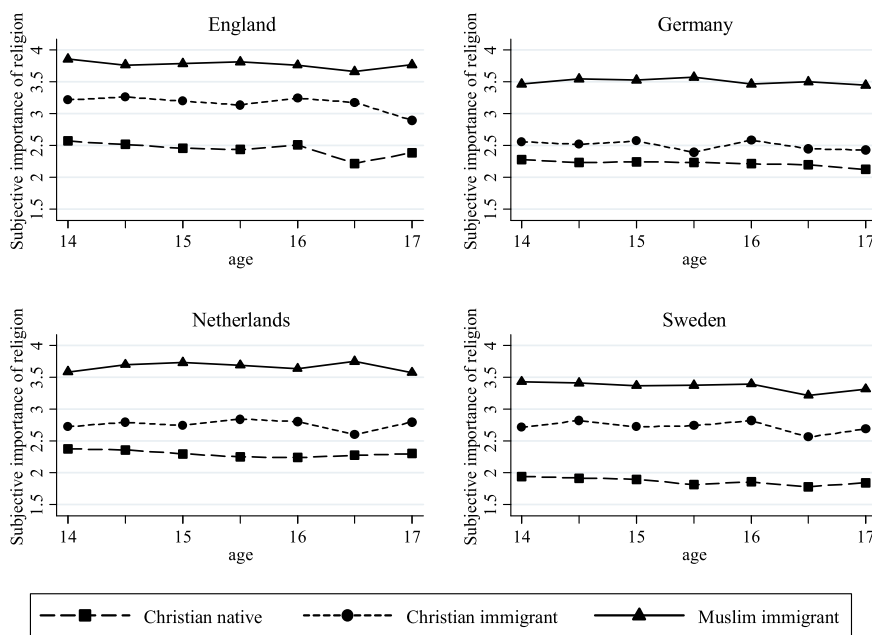 England
Subjective importance of religion
4
3.5
3
2.5
2
1.5
14 15 16 17
age
Germany
Subjective importance of religion
4
3.5
3
2.5
2
1.5
14 15 16 17
age
Netherlands
Subjective importance of religion
4
3.5
3
2.5
2
1.5
14 15 16 17
age
Sweden
Subjective importance of religion
4
3.5
3
2.5
2
1.5
14 15 16 17
age
Christian native Christian immigrant Muslim immigrant